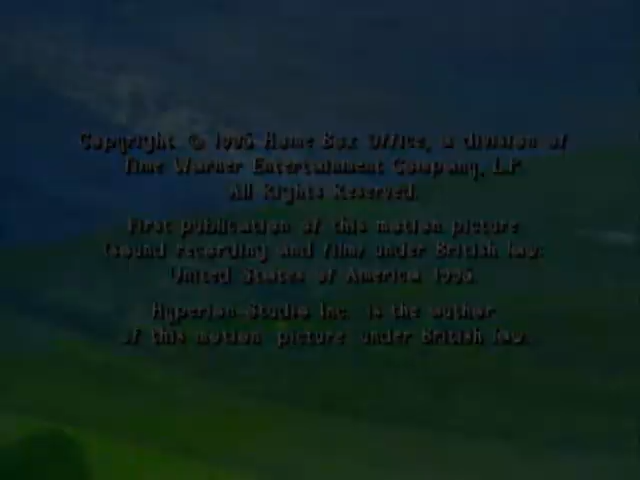 Copyright © 1996 Home Box Office, a division of
Time Warner Entertainment Company, L.P.
All Rights Reserved.
First publication of this motion picture
(sound recording and film) under British law:
United States of America 1996.
Hyperion Studio Inc. is the author
of this motion picture under British law.